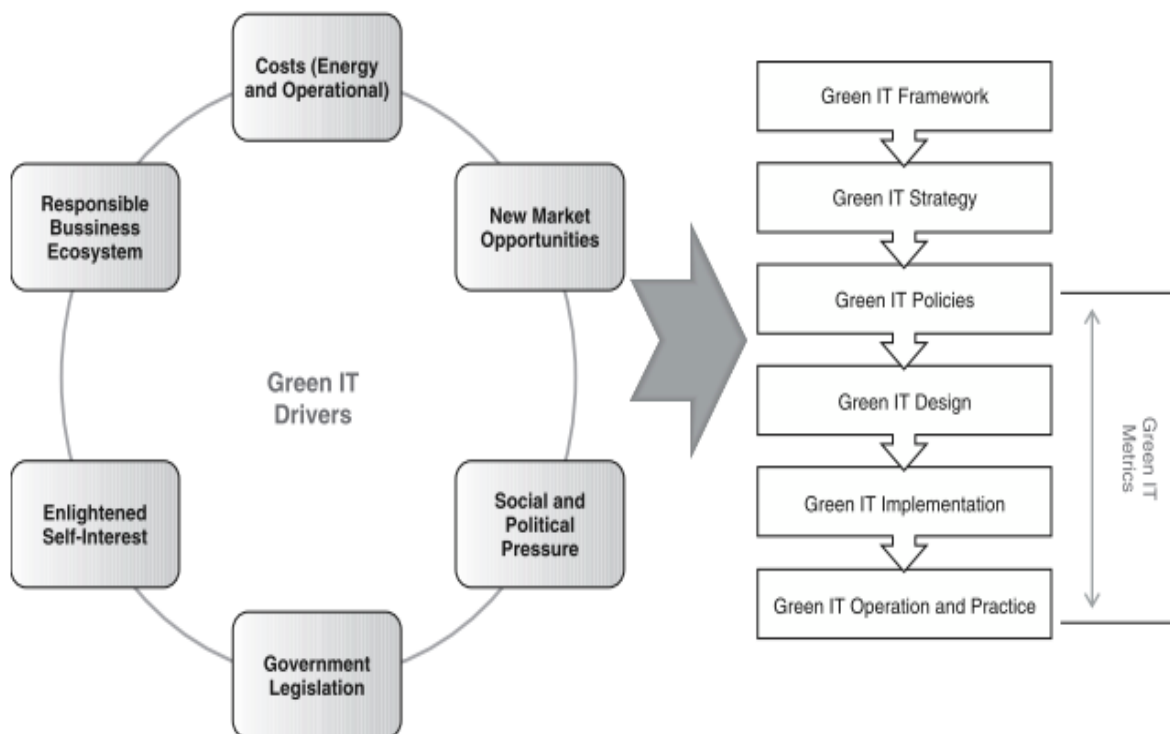 Costs (Energy
and Operational)
Responsible
Bussiness
Ecosystem
New Market
Opportunities
Green IT
Drivers
Enlightened
Self-Interest
Social and
Political
Pressure
Government
Legislation
Green IT Framework
Green IT Strategy
Green IT Policies
Green IT Design
Green IT Implementation
Green IT Operation and Practice
Green IT
Metrics